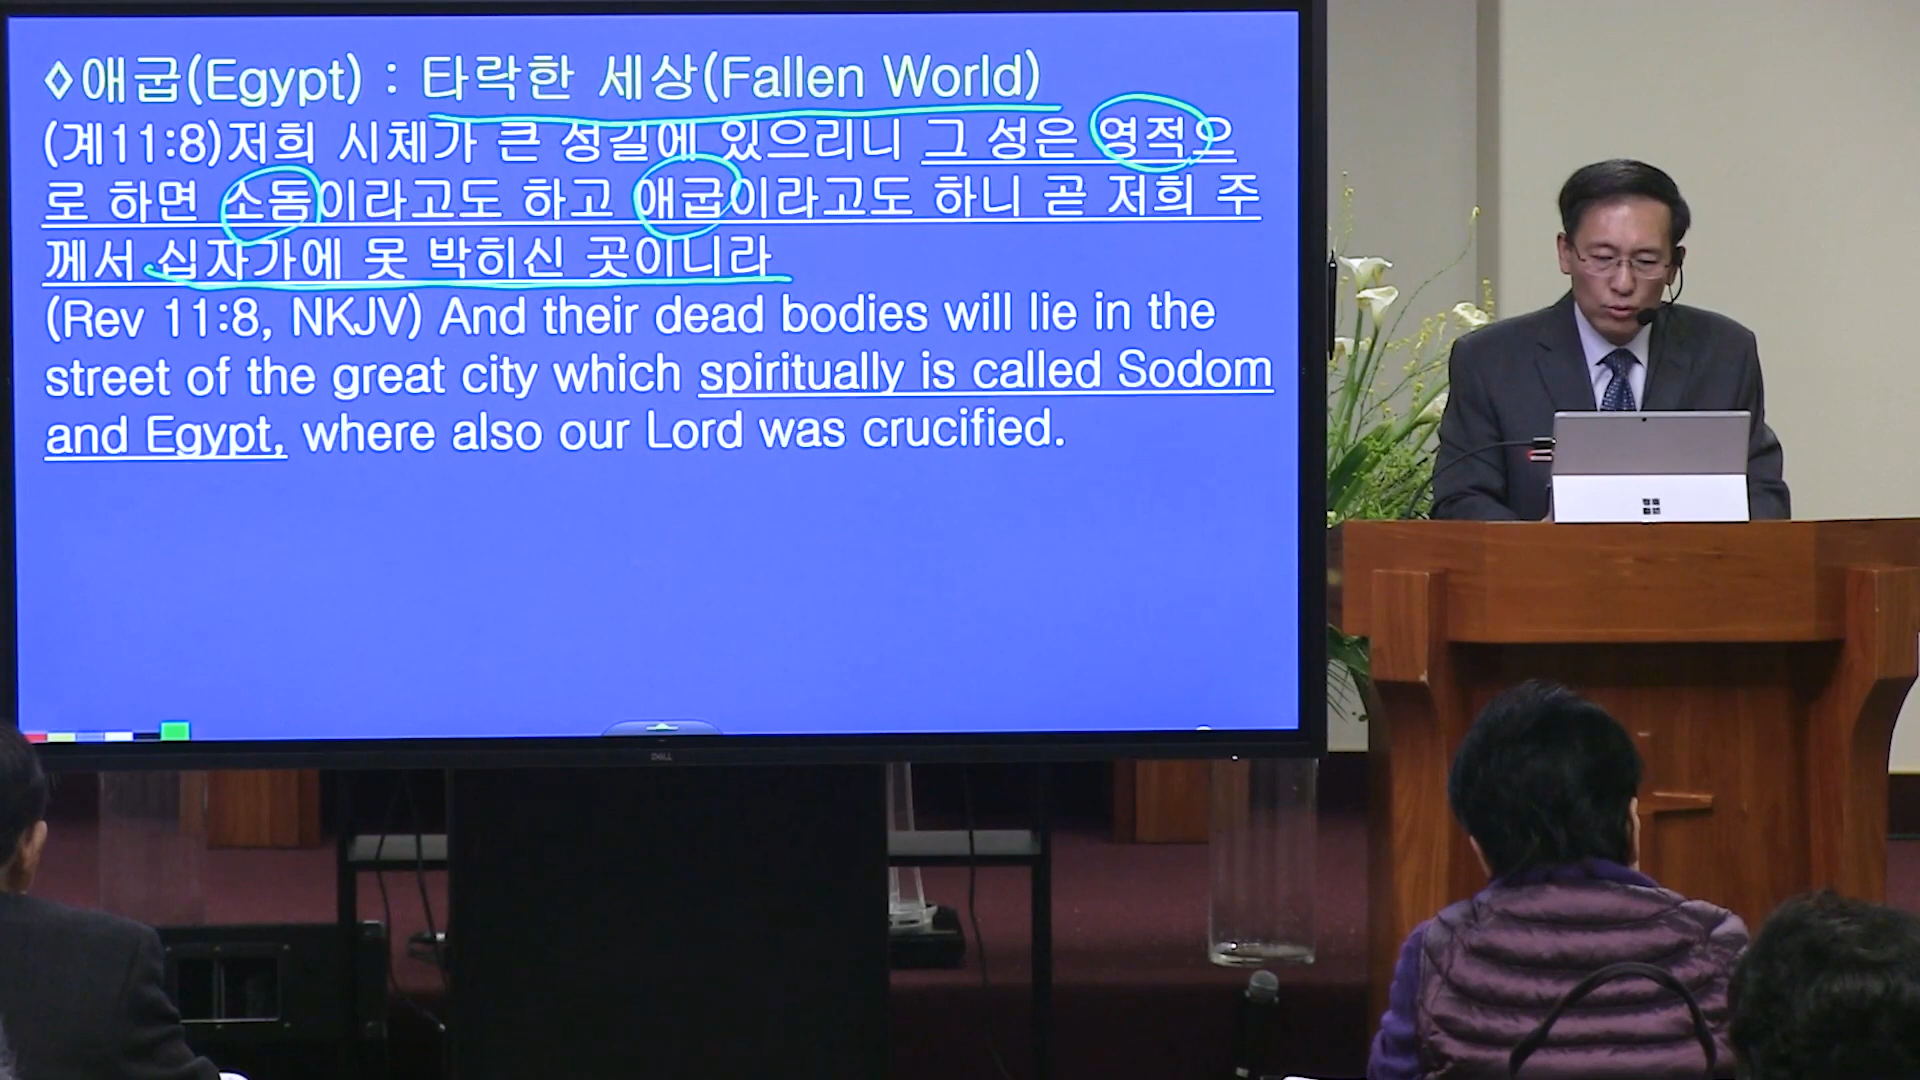 ◊애굽(Egypt) : 타락한 세상(Fallen World)
(계11:8)저희 시체가 큰 성길에 있으리니 그 성은 영적으
로 하면 소돔이라고도 하고 애굽이라고도 하니 곧 저희 주
께서 십자가에 못 박히신 곳이니라
(Rev 11:8, NKJV) And their dead bodies will lie in the
street of the great city which spiritually is called Sodom
and Egypt, where also our Lord was crucified.
DELL